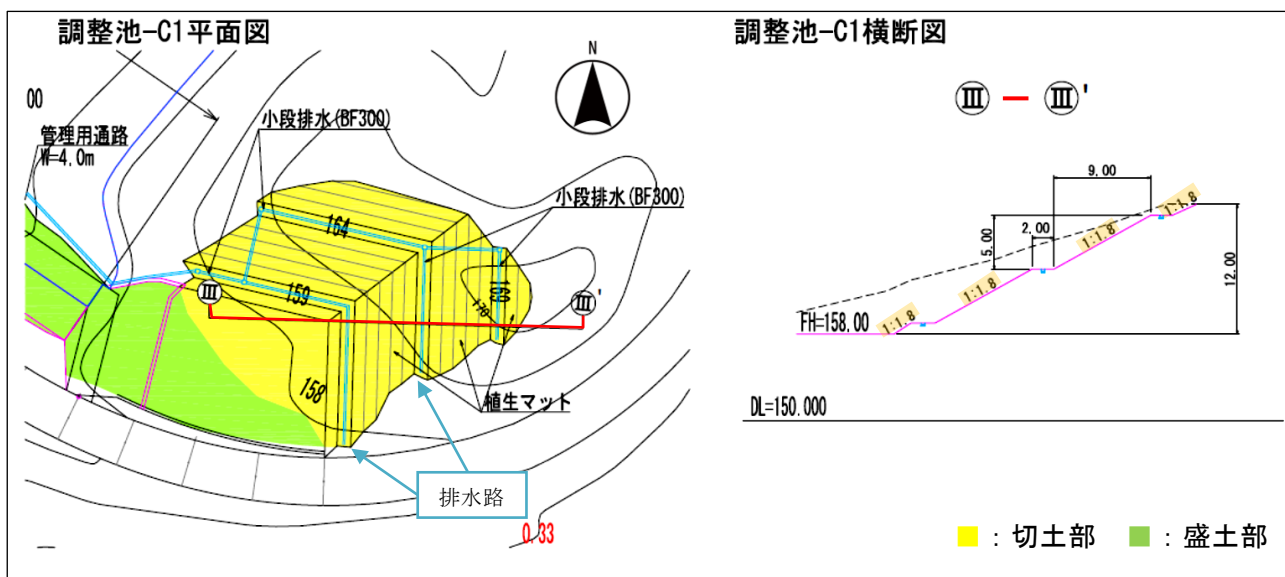 調整池-C1平面図
N
00
小段排水(BF300)
管理用通路
W=4.0m
小段排水(BF300)
164
159
169
170
Ⅲ
Ⅲ'
158
植生マット
排水路
0.33
調整池-C1横断図
Ⅲ ー Ⅲ'
9.00
1:1.8
5.00
2.00
1:1.8
12.00
1:1.8
FH=158.00
1:1.8
DL=150.000
:切土部
:盛土部